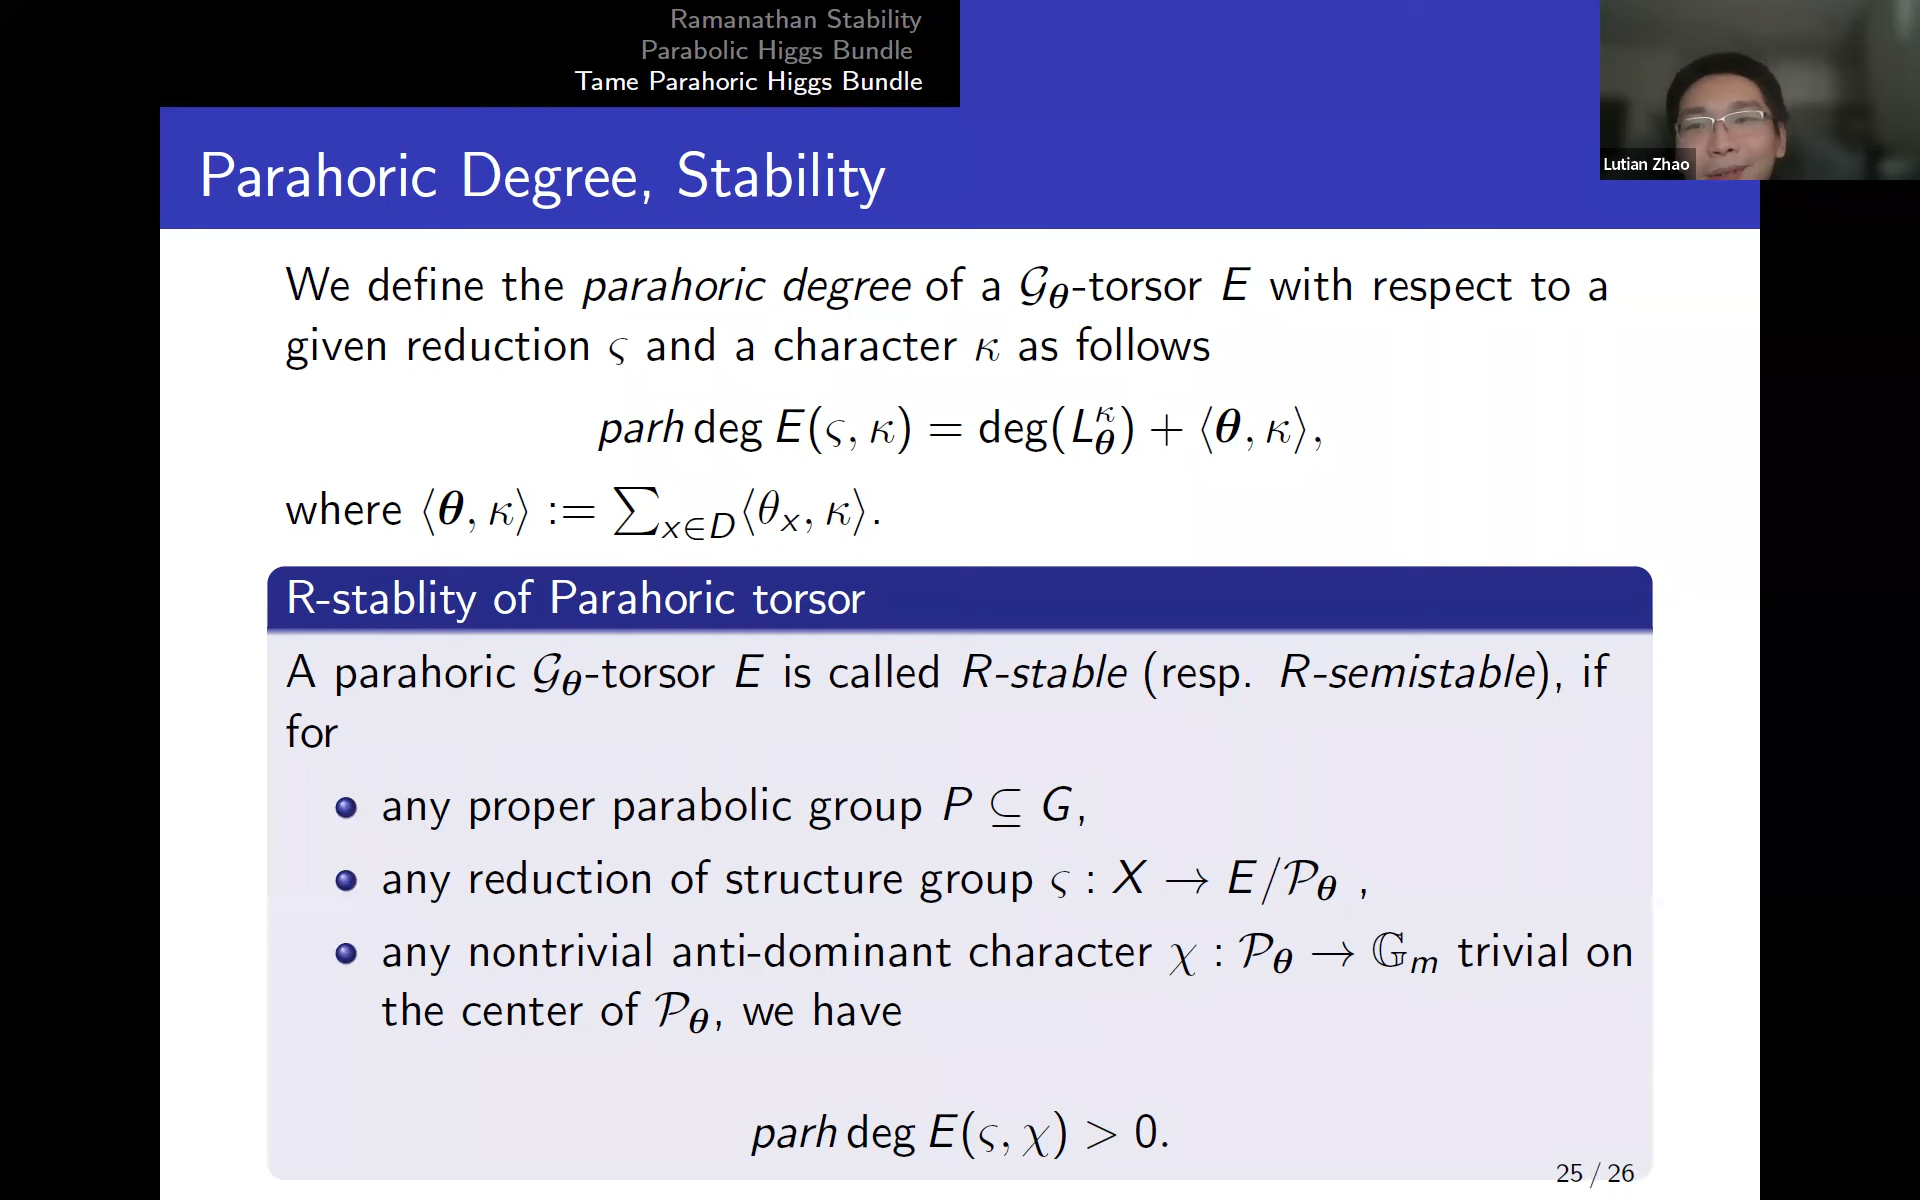 Ramanathan Stability
Parabolic Higgs Bundle
Tame Parahoric Higgs Bundle
Lutian Zhao
Parahoric Degree, Stability
We define the parahoric degree of a 𝒢_𝜽-torsor E with respect to a
given reduction ς and a character κ as follows
parh deg E(ς, κ) = deg(L_𝜽^κ) + ⟨𝜽, κ⟩,
where ⟨𝜽, κ⟩ := ∑_{x∈D}⟨θ_x, κ⟩.
R-stablity of Parahoric torsor
A parahoric 𝒢_𝜽-torsor E is called R-stable (resp. R-semistable), if
for
any proper parabolic group P ⊆ G,
any reduction of structure group ς : X → E/𝒫_𝜽 ,
any nontrivial anti-dominant character χ : 𝒫_𝜽 → 𝔾_m trivial on
the center of 𝒫_𝜽, we have
parh deg E(ς, χ) > 0.
25 / 26